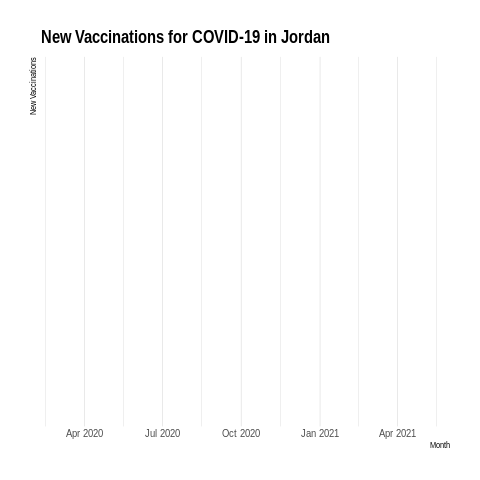 New Vaccinations for COVID-19 in Jordan
New Vaccinations
Apr 2020
Jul 2020
Oct 2020
Jan 2021
Apr 2021
Month